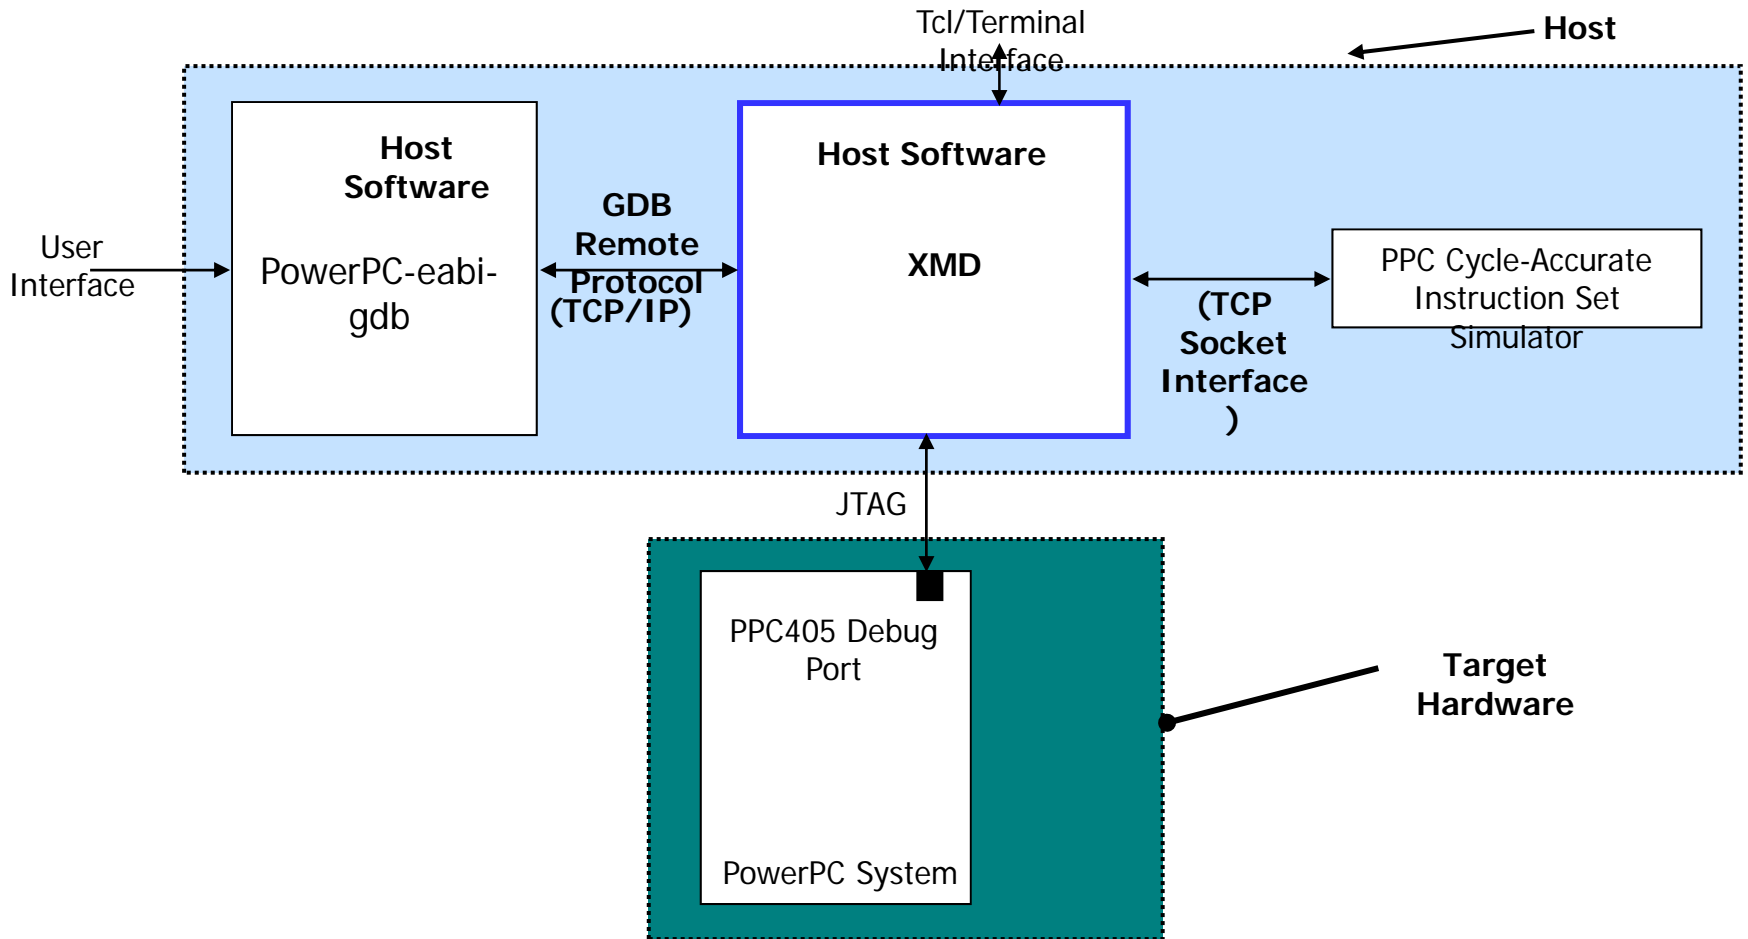 Tcl/Terminal
Interface
Host
Host
Software
PowerPC-eabi-
gdb
User
Interface
GDB
Remote
Protocol
(TCP/IP)
Host Software
XMD
(TCP
Socket
Interface
)
PPC Cycle-Accurate
Instruction Set
Simulator
JTAG
PPC405 Debug
Port
PowerPC System
Target
Hardware